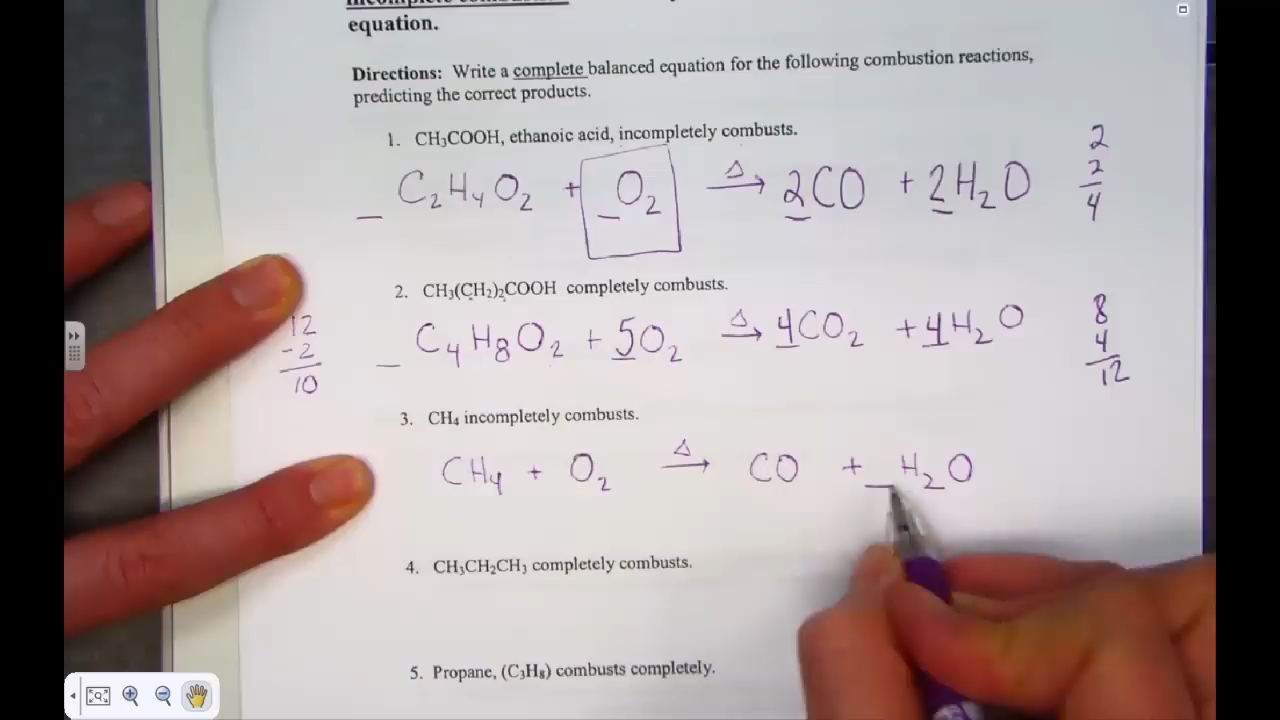 equation.
Directions: Write a complete balanced equation for the following combustion reactions,
predicting the correct products.
1. CH₃COOH, ethanoic acid, incompletely combusts.
_ C₂H₄O₂ + _ O₂ Δ→ 2CO + 2H₂O
2
2
4
2. CH₃(CH₂)₂COOH completely combusts.
12
-2
10
_ C₄H₈O₂ + 5O₂ Δ→ 4CO₂ + 4H₂O
8
4
12
3. CH₄ incompletely combusts.
CH₄ + O₂ Δ→ CO + _ H₂O
4. CH₃CH₂CH₃ completely combusts.
5. Propane, (C₃H₈) combusts completely.